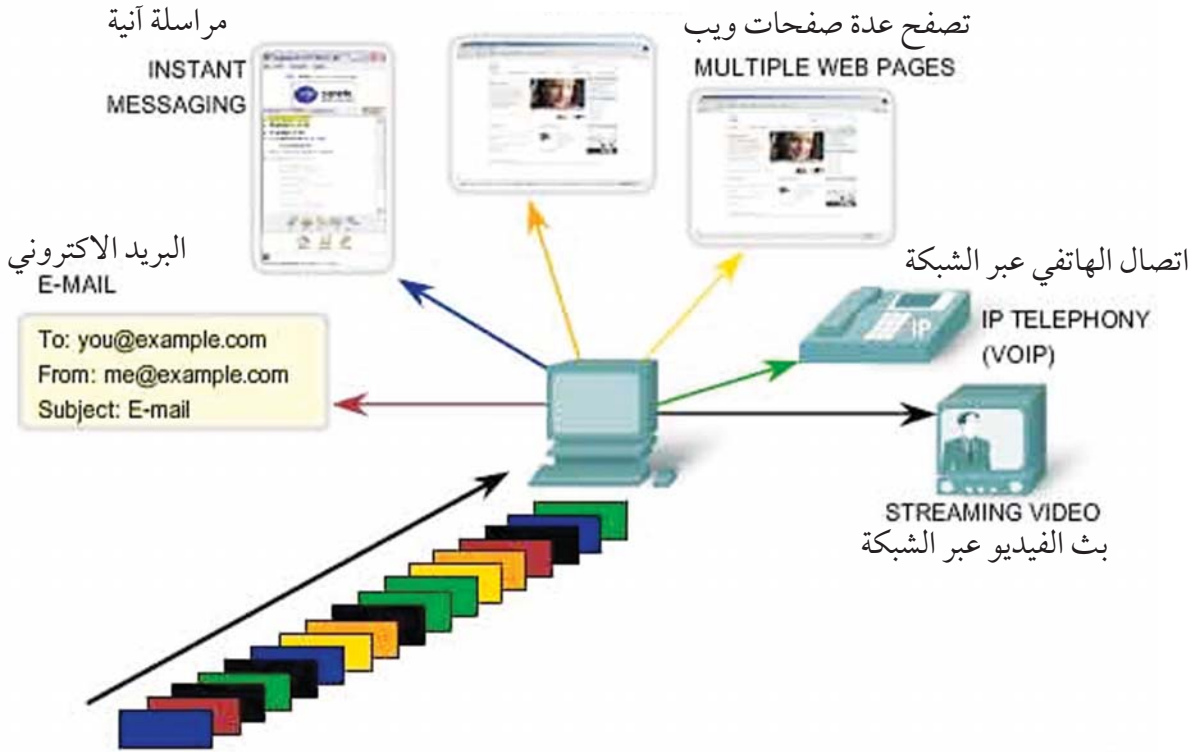 مراسلة آنية
INSTANT
MESSAGING
تصفح عدة صفحات ويب
MULTIPLE WEB PAGES
البريد الاكتروني
E-MAIL
To: you@example.com
From: me@example.com
Subject: E-mail
اتصال الهاتفي عبر الشبكة
IP TELEPHONY
(VOIP)
IP
STREAMING VIDEO
بث الفيديو عبر الشبكة